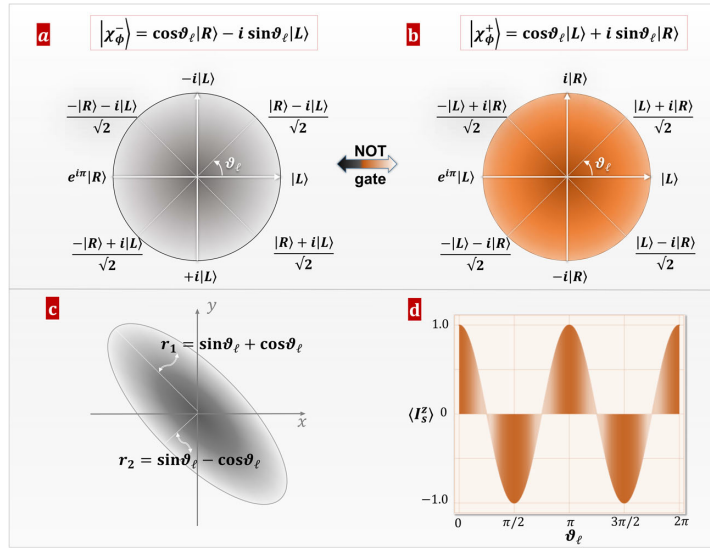 a
|χ_ϕ^−⟩ = cosϑ_ℓ|R⟩ − i sinϑ_ℓ|L⟩
−i|L⟩
−|R⟩ − i|L⟩ / √2
|R⟩ − i|L⟩ / √2
ϑ_ℓ
e^{iπ}|R⟩
|L⟩
−|R⟩ + i|L⟩ / √2
|R⟩ + i|L⟩ / √2
+i|L⟩
NOT
gate
b
|χ_ϕ^+⟩ = cosϑ_ℓ|L⟩ + i sinϑ_ℓ|R⟩
i|R⟩
−|L⟩ + i|R⟩ / √2
|L⟩ + i|R⟩ / √2
ϑ_ℓ
e^{iπ}|L⟩
|L⟩
−|L⟩ − i|R⟩ / √2
|L⟩ − i|R⟩ / √2
−i|R⟩
c
y
r_1 = sinϑ_ℓ + cosϑ_ℓ
x
r_2 = sinϑ_ℓ − cosϑ_ℓ
d
1.0
⟨I_s^z⟩
0
−1.0
0
π/2
π
3π/2
2π
ϑ_ℓ